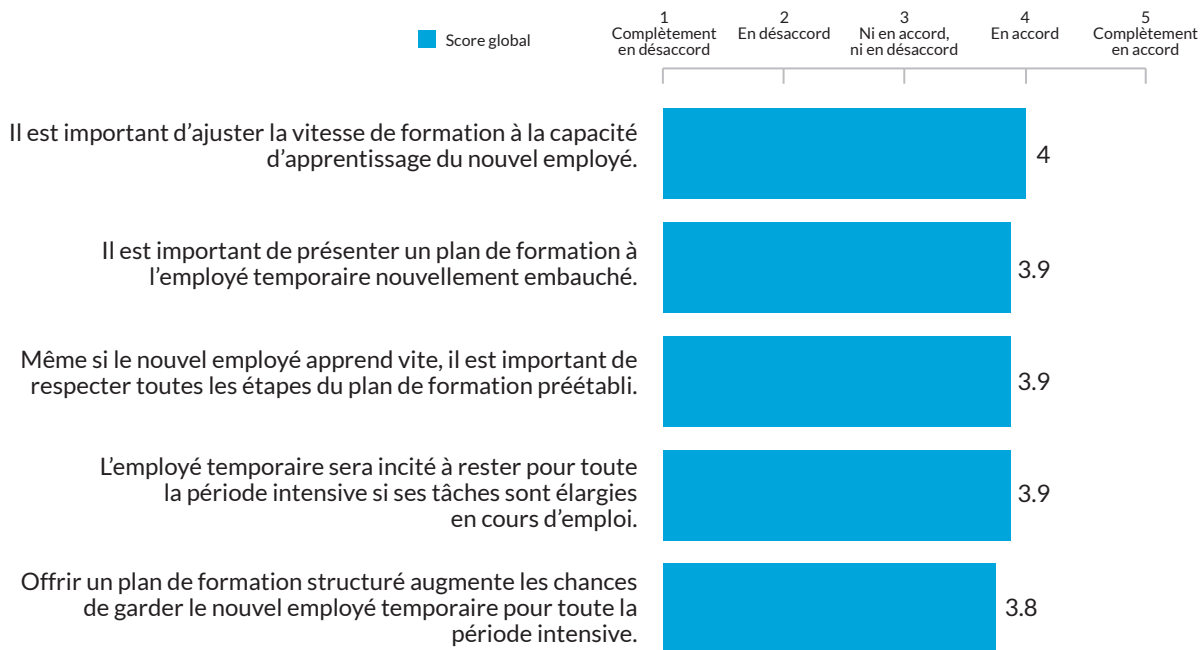 Score global
1
Complètement
en désaccord
2
En désaccord
3
Ni en accord,
ni en désaccord
4
En accord
5
Complètement
en accord
Il est important d’ajuster la vitesse de formation à la capacité
d’apprentissage du nouvel employé.
4
Il est important de présenter un plan de formation à
l’employé temporaire nouvellement embauché.
3.9
Même si le nouvel employé apprend vite, il est important de
respecter toutes les étapes du plan de formation préétabli.
3.9
L’employé temporaire sera incité à rester pour toute
la période intensive si ses tâches sont élargies
en cours d’emploi.
3.9
Offrir un plan de formation structuré augmente les chances
de garder le nouvel employé temporaire pour toute la
période intensive.
3.8